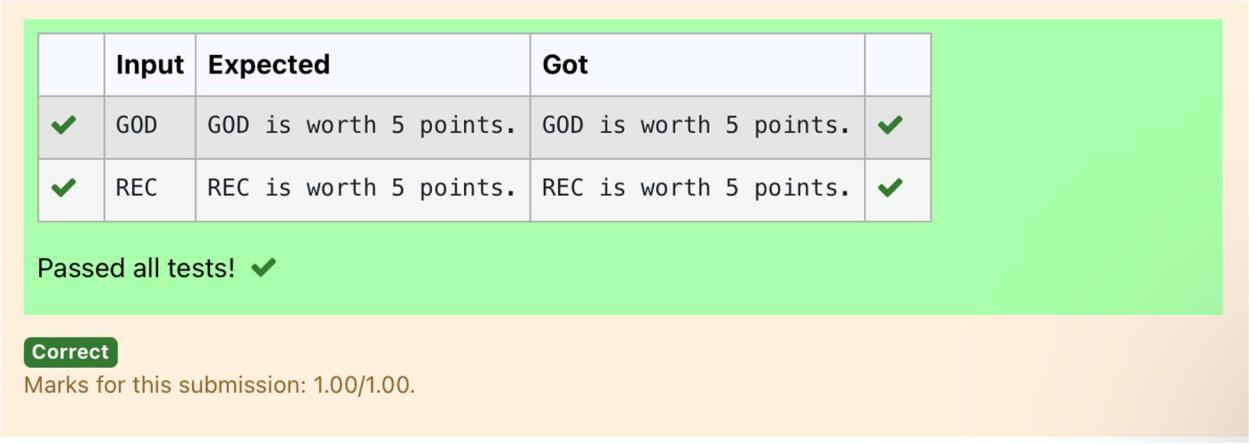 Input Expected Got
GOD GOD is worth 5 points. GOD is worth 5 points.
REC REC is worth 5 points. REC is worth 5 points.
Passed all tests!
Correct
Marks for this submission: 1.00/1.00.